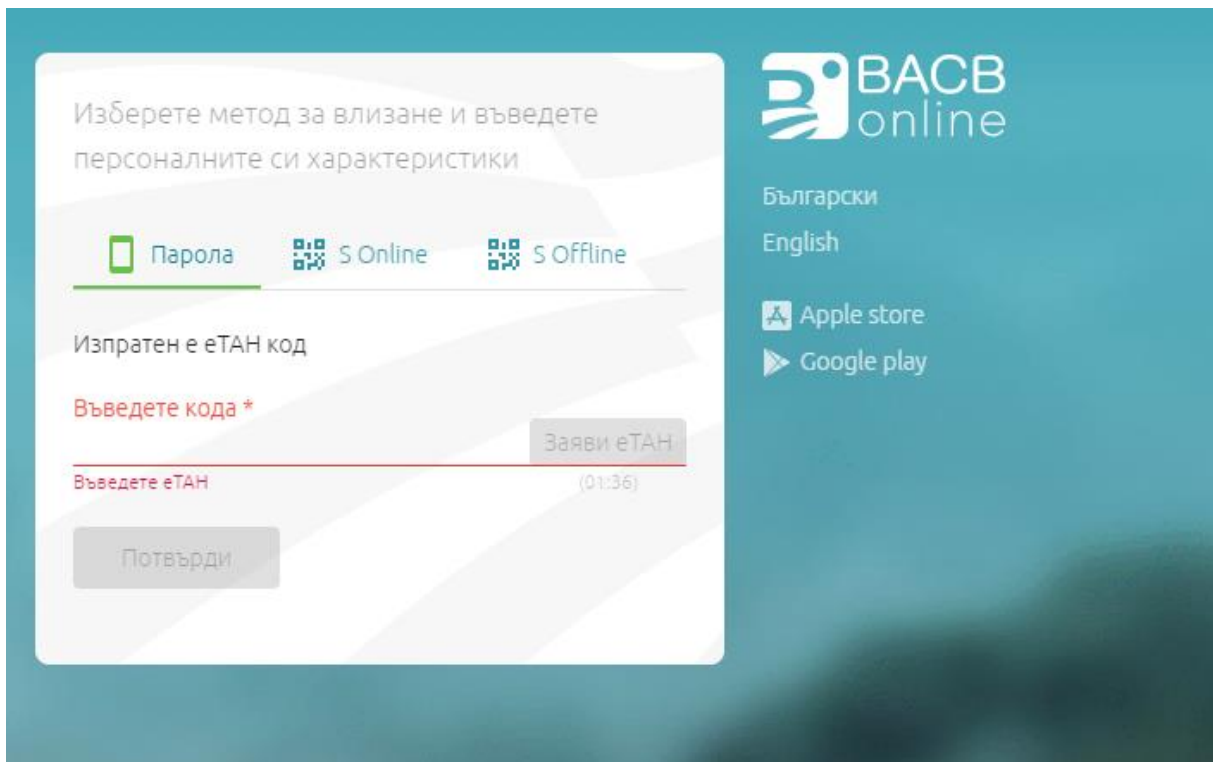 Изберете метод за влизане и въведете
персоналните си характеристики
Парола
S Online
S Offline
Изпратен е еТАН код
Въведете кода *
Заяви еТАН
Въведете еТАН
(01:36)
Потвърди
BACB
online
Български
English
Apple store
Google play